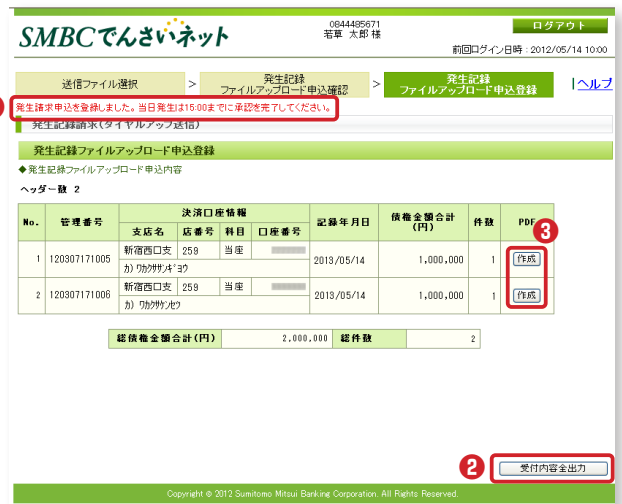 SMBCでんさいネット
0844485671
若草 太郎 様
ログアウト
前回ログイン日時：2012/05/14 10:00
送信ファイル選択
>
発生記録
ファイルアップロード申込確認
>
発生記録
ファイルアップロード申込登録
ヘルプ
発生請求申込を登録しました。当日発生は15:00までに承認を完了してください。
発生記録請求(ダイヤルアップ送信)
発生記録ファイルアップロード申込登録
◆発生記録ファイルアップロード申込内容
ヘッダー数 2
No. 管理番号 決済口座情報 記録年月日 債権金額合計(円) 件数 PDF
支店名 店番号 科目 口座番号
3
1 120307171005 新宿西口支 259 当座 2013/05/14 1,000,000 1 作成
カ) ワカクササンギヨウ
2 120307171006 新宿西口支 259 当座 2013/05/14 1,000,000 1 作成
総債権金額合計(円) 2,000,000 総件数 2
2
受付内容全出力
Copyright © 2012 Sumitomo Mitsui Banking Corporation. All Rights Reserved.